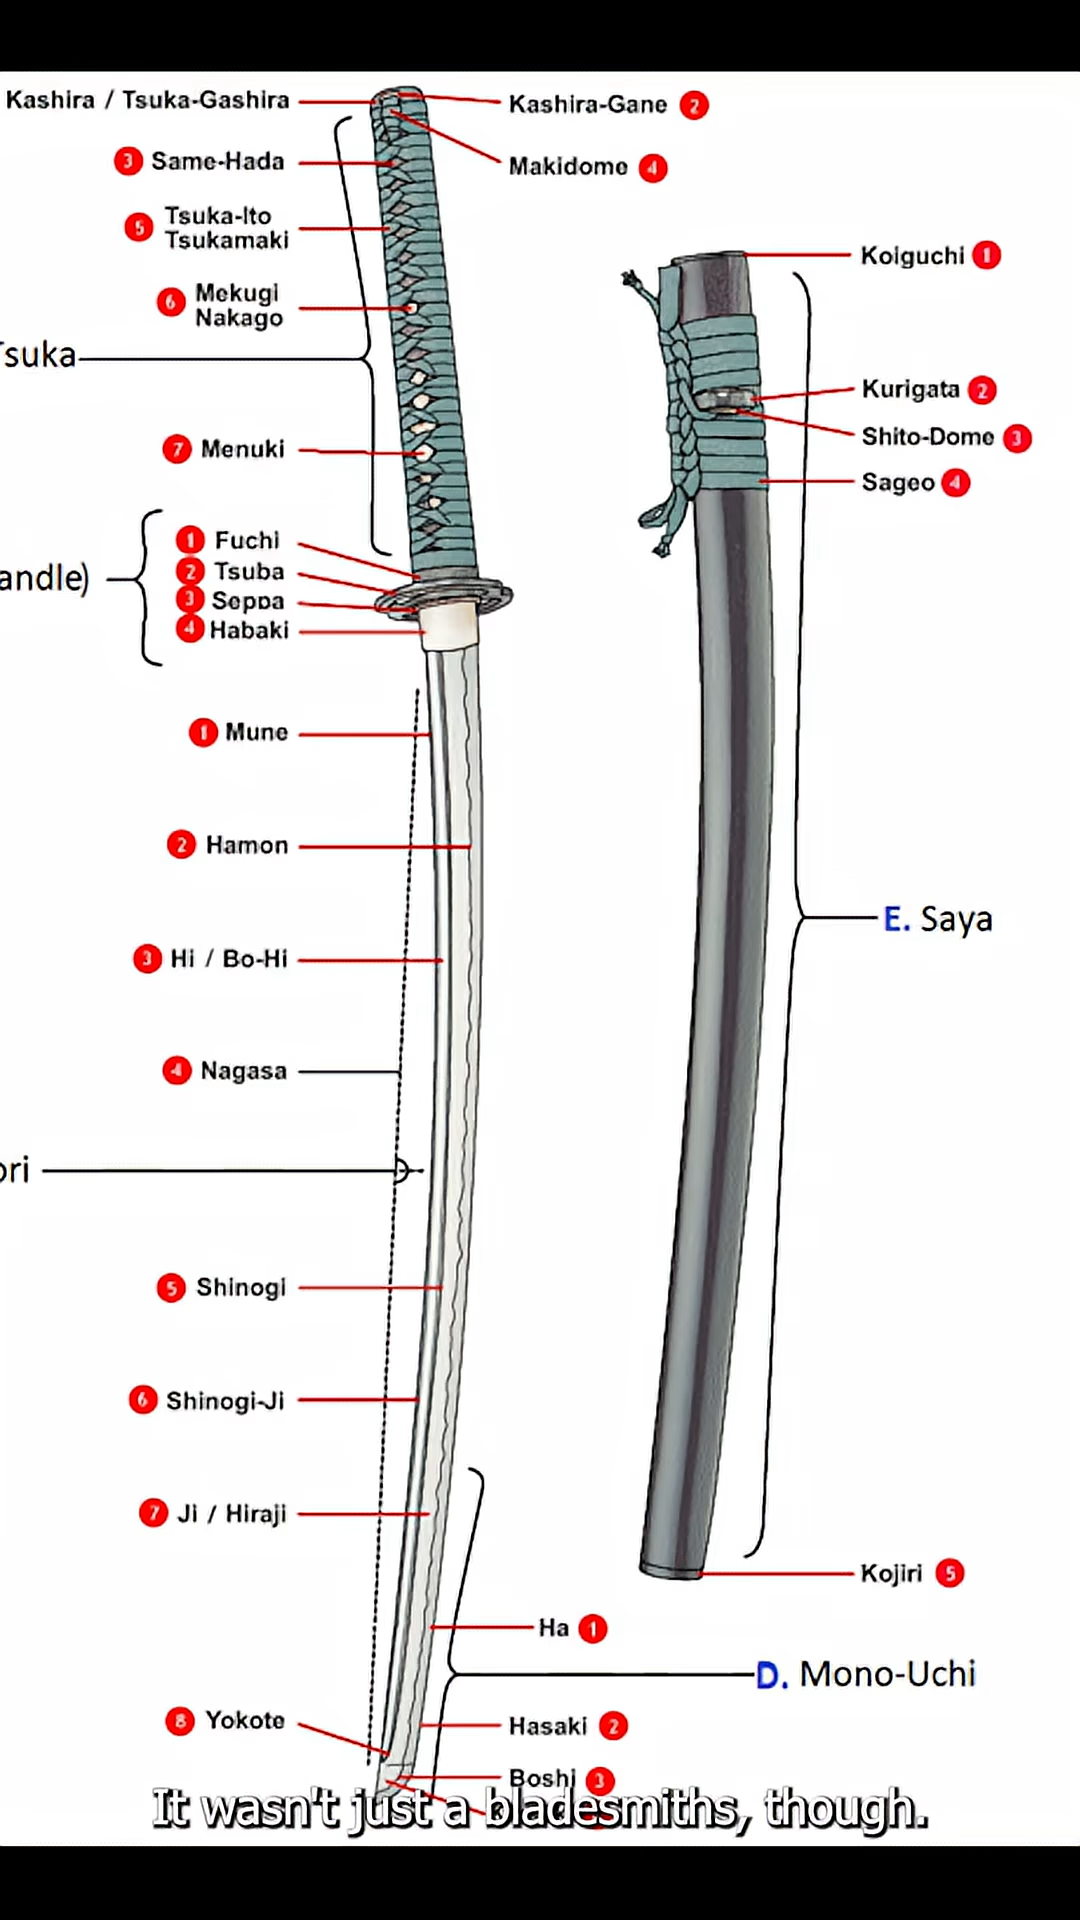 Kashira / Tsuka-Gashira
Kashira-Gane 2
3 Same-Hada
Makidome 4
5 Tsuka-Ito
Tsukamaki
6 Mekugi
Nakago
Tsuka
7 Menuki
1 Fuchi
2 Tsuba
andle)
3 Seppa
4 Habaki
1 Mune
2 Hamon
3 Hi / Bo-Hi
4 Nagasa
ori
5 Shinogi
6 Shinogi-Ji
7 Ji / Hiraji
8 Yokote
Koiguchi 1
Kurigata 2
Shito-Dome 3
Sageo 4
E. Saya
Kojiri 5
Ha 1
D. Mono-Uchi
Hasaki 2
Boshi 3
It wasn't just a bladesmiths, though.